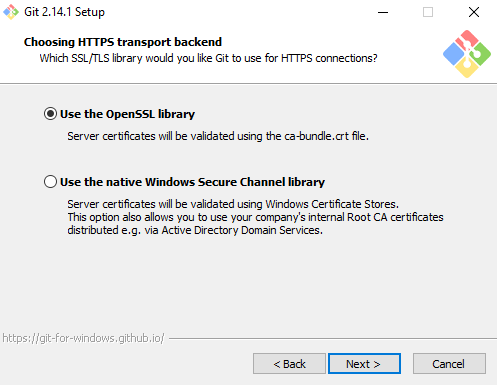 Git 2.14.1 Setup
Choosing HTTPS transport backend
Which SSL/TLS library would you like Git to use for HTTPS connections?
Use the OpenSSL library
Server certificates will be validated using the ca-bundle.crt file.
Use the native Windows Secure Channel library
Server certificates will be validated using Windows Certificate Stores.
This option also allows you to use your company's internal Root CA certificates
distributed e.g. via Active Directory Domain Services.
https://git-for-windows.github.io/
< Back
Next >
Cancel